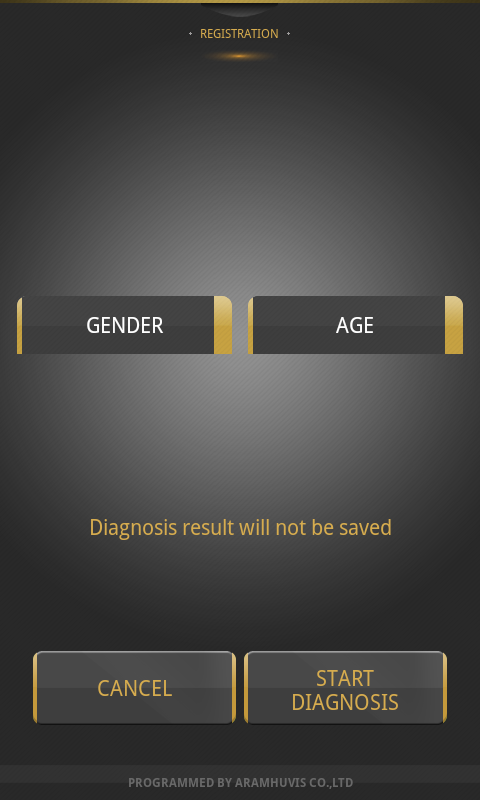 REGISTRATION
GENDER
AGE
Diagnosis result will not be saved
CANCEL
START
DIAGNOSIS
PROGRAMMED BY ARAMHUVIS CO.,LTD